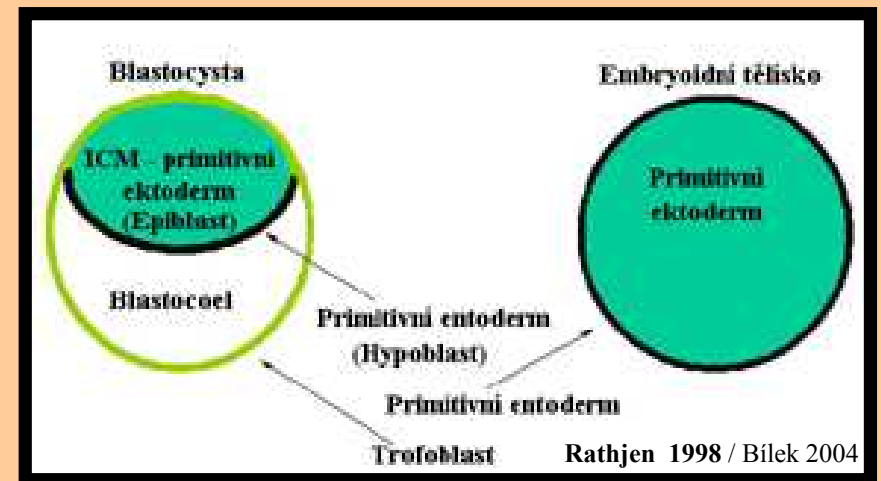 Blastocysta
ICM - primitivní
ektoderm
(Epiblast)
Blastocoel
Primitivní entoderm
(Hypoblast)
Trofoblast
Embryoidní tělisko
Primitivní
ektoderm
Primitivní entoderm
Rathjen 1998 / Bílek 2004